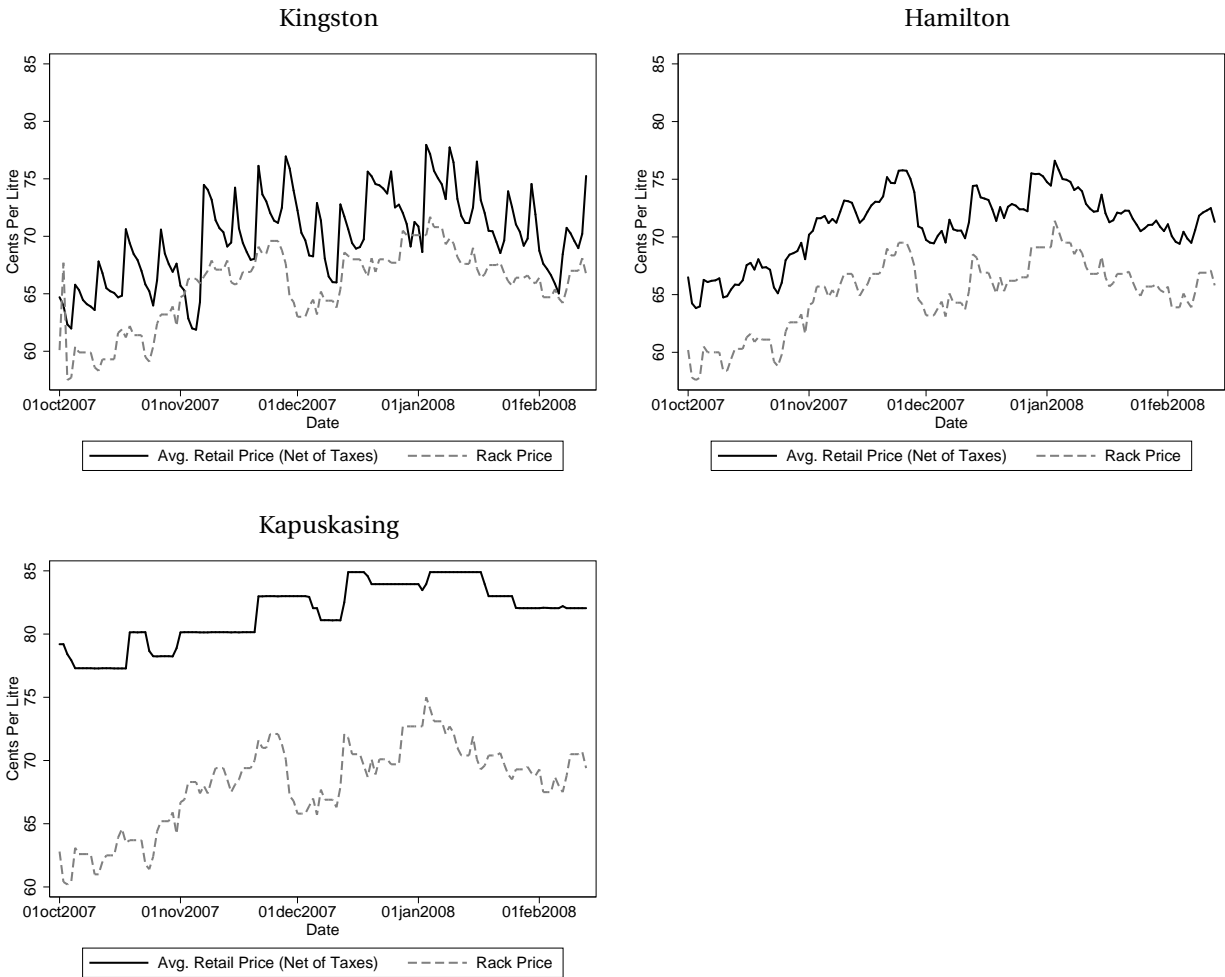 Kingston
85
80
75
70
65
60
Cents Per Litre
01oct2007 01nov2007 01dec2007 01jan2008 01feb2008
Date
Avg. Retail Price (Net of Taxes) Rack Price
Hamilton
85
80
75
70
65
60
Cents Per Litre
01oct2007 01nov2007 01dec2007 01jan2008 01feb2008
Date
Avg. Retail Price (Net of Taxes) Rack Price
Kapuskasing
85
80
75
70
65
60
Cents Per Litre
01oct2007 01nov2007 01dec2007 01jan2008 01feb2008
Date
Avg. Retail Price (Net of Taxes) Rack Price